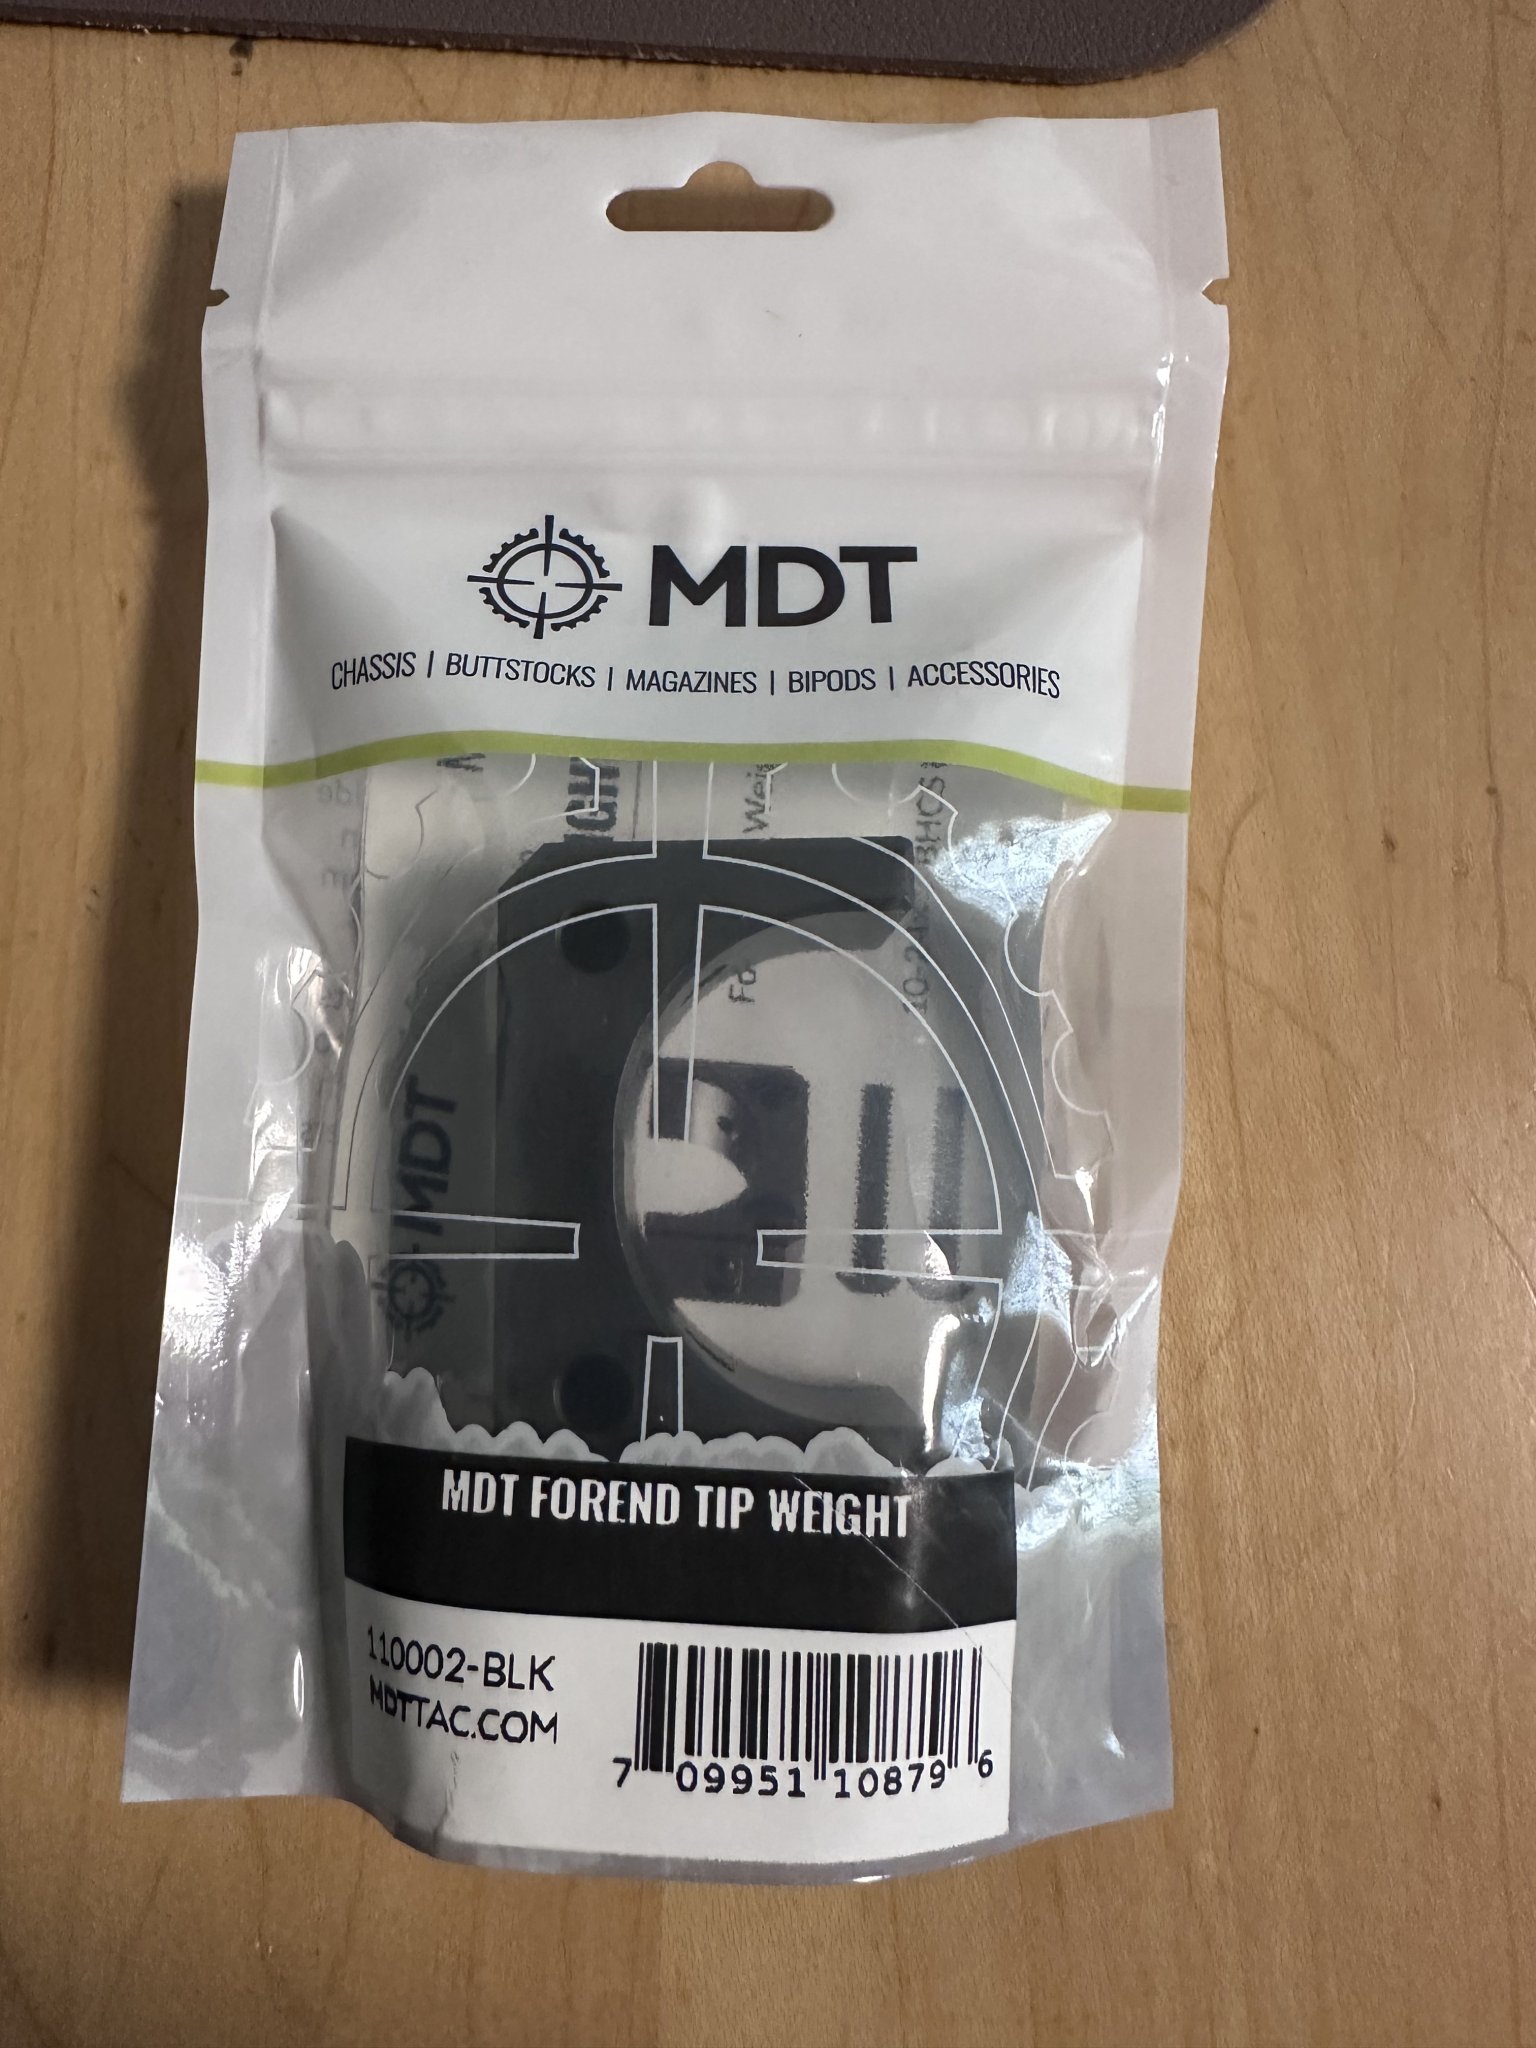 MDT
CHASSIS | BUTTSTOCKS | MAGAZINES | BIPODS | ACCESSORIES
MDT
MDT FOREND TIP WEIGHT
110002-BLK
MDTTAC.COM
7 09951 10879 6